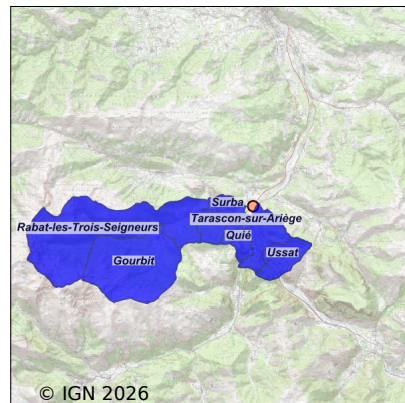 Surba
Tarascon-sur-Ariège
Rabat-les-Trois-Seigneurs
Quié
Ussat
Gourbit
© IGN 2026